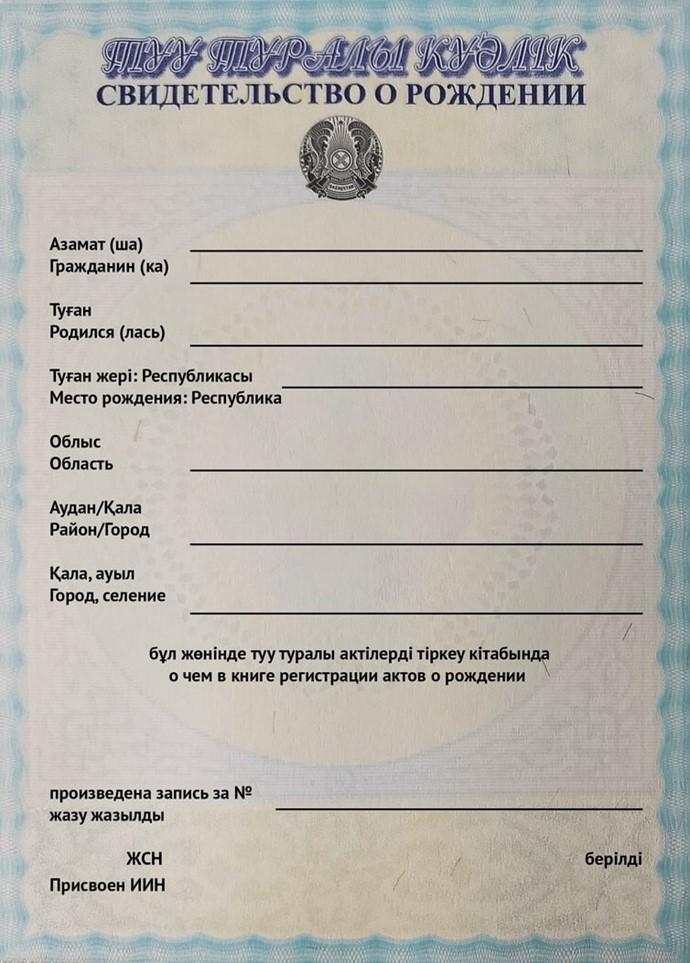 ТУУ ТУРАЛЫ КУӘЛІК
СВИДЕТЕЛЬСТВО О РОЖДЕНИИ
ҚАЗАҚСТАН
Азамат (ша)
Гражданин (ка)
Туған
Родился (лась)
Туған жері: Республикасы
Место рождения: Республика
Облыс
Область
Аудан/Қала
Район/Город
Қала, ауыл
Город, селение
бұл жөнінде туу туралы актілерді тіркеу кітабында
о чем в книге регистрации актов о рождении
произведена запись за №
жазу жазылды
ЖСН берілді
Присвоен ИИН